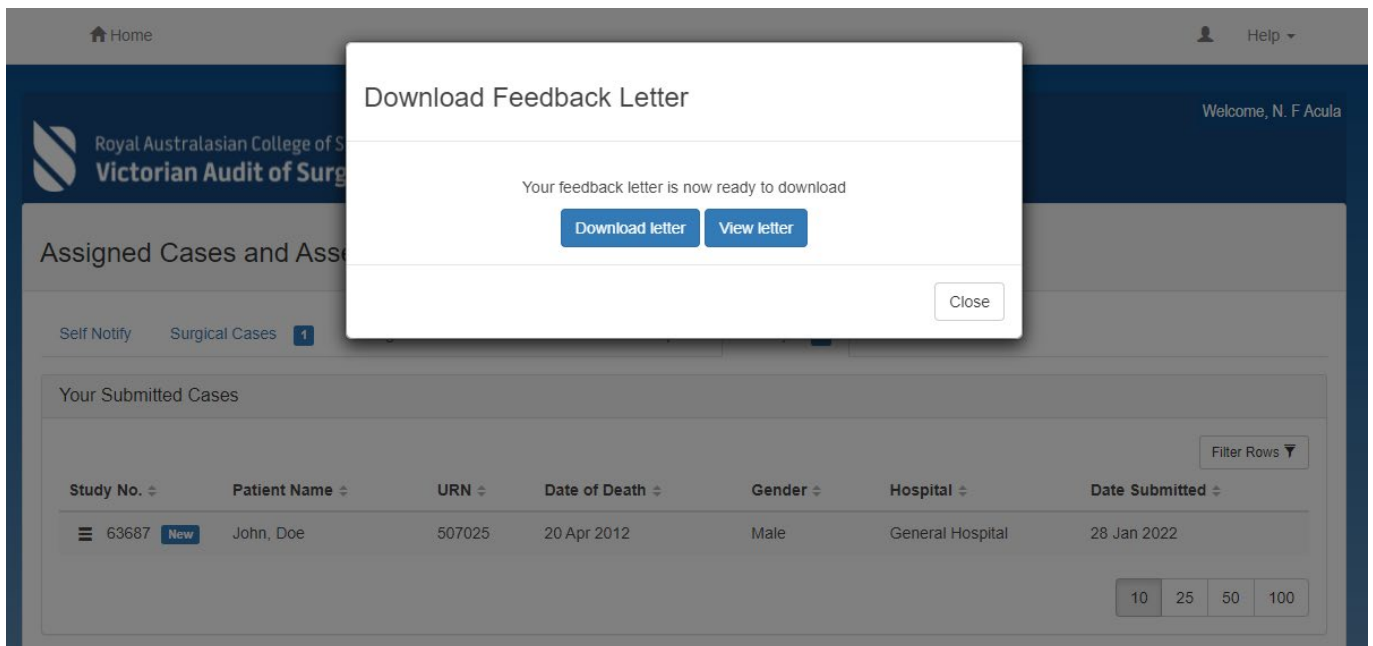 Home
Help
Download Feedback Letter
Welcome, N. F Acula
Royal Australasian College of S
Victorian Audit of Surg
Your feedback letter is now ready to download
Download letter View letter
Assigned Cases and Asse
Close
Self Notify Surgical Cases 1
Your Submitted Cases
Filter Rows
Study No. Patient Name URN Date of Death Gender Hospital Date Submitted
63687 New John, Doe 507025 20 Apr 2012 Male General Hospital 28 Jan 2022
10 25 50 100